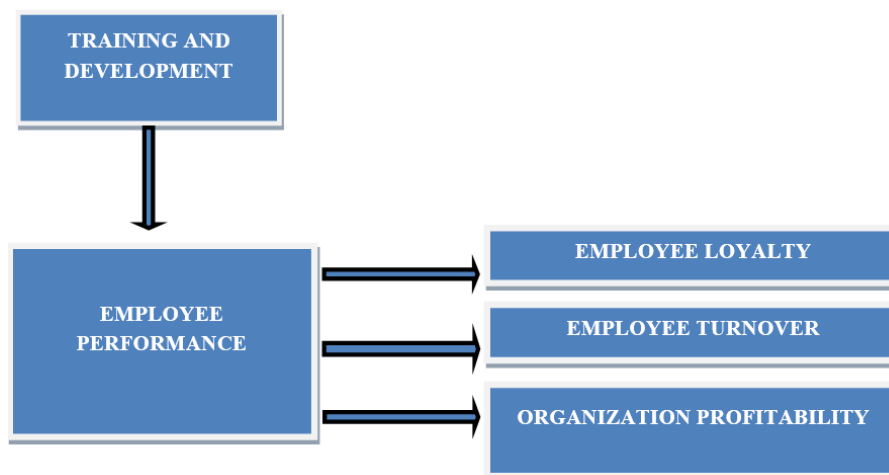 TRAINING AND
DEVELOPMENT
EMPLOYEE
PERFORMANCE
EMPLOYEE LOYALTY
EMPLOYEE TURNOVER
ORGANIZATION PROFITABILITY